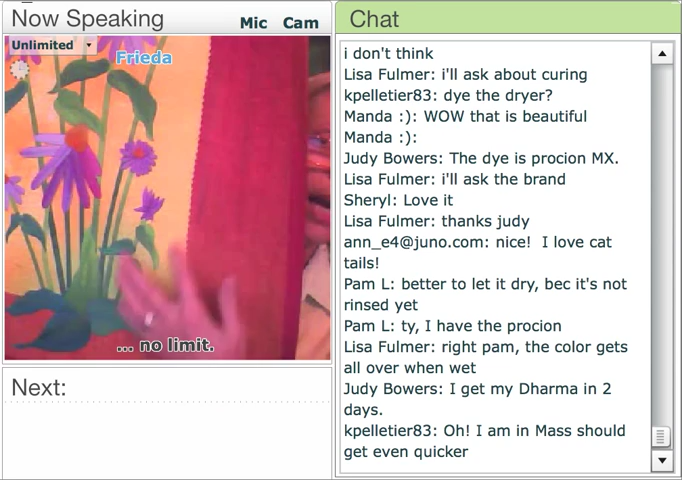 Now Speaking
Mic
Cam
Unlimited
Frieda
... no limit.
Next:
Chat
i don't think
Lisa Fulmer: i'll ask about curing
kpelletier83: dye the dryer?
Manda :): WOW that is beautiful
Manda :):
Judy Bowers: The dye is procion MX.
Lisa Fulmer: i'll ask the brand
Sheryl: Love it
Lisa Fulmer: thanks judy
ann_e4@juno.com: nice!  I love cat
tails!
Pam L: better to let it dry, bec it's not
rinsed yet
Pam L: ty, I have the procion
Lisa Fulmer: right pam, the color gets
all over when wet
Judy Bowers: I get my Dharma in 2
days.
kpelletier83: Oh! I am in Mass should
get even quicker